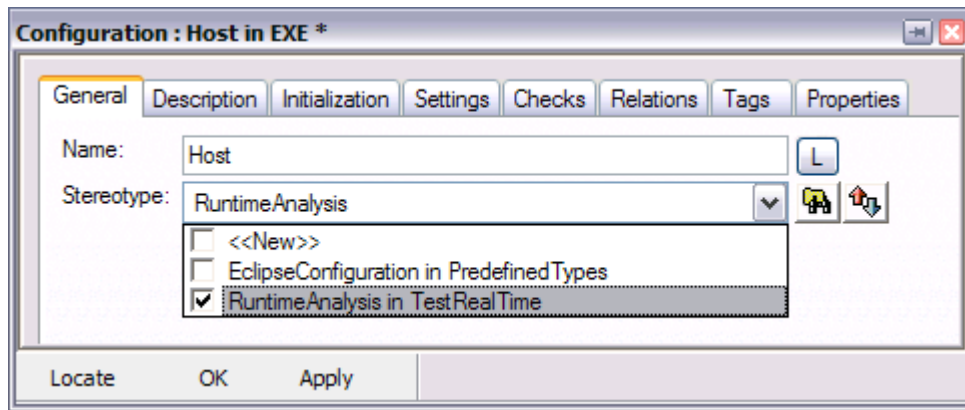 Configuration : Host in EXE *
General Description Initialization Settings Checks Relations Tags Properties
Name: Host L
Stereotype: RuntimeAnalysis
<<New>>
EclipseConfiguration in PredefinedTypes
RuntimeAnalysis in TestRealTime
Locate OK Apply